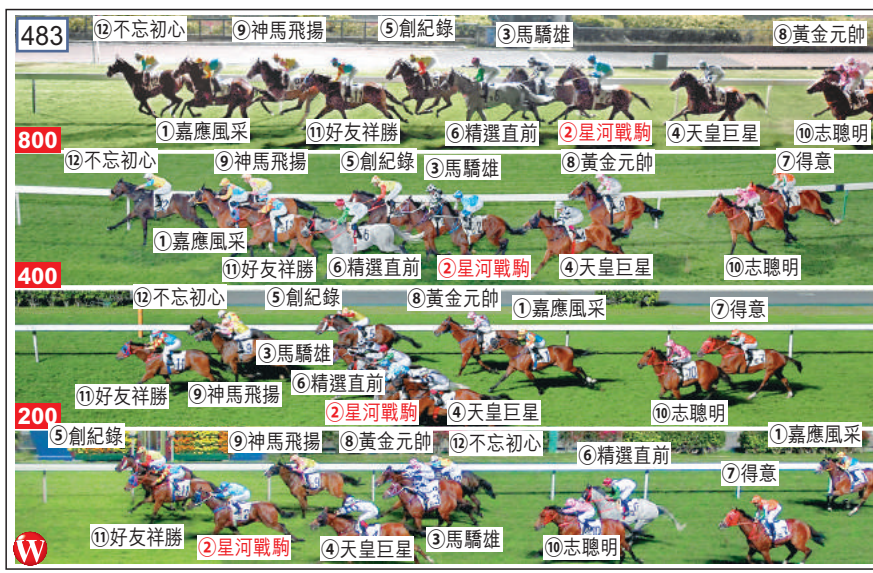 483
⑫不忘初心 ⑨神馬飛揚 ⑤創紀錄 ③馬驕雄 ⑧黃金元帥
①嘉應風采 ⑪好友祥勝 ⑥精選直前 ②星河戰駒 ④天皇巨星 ⑩志聰明
800
⑫不忘初心 ⑨神馬飛揚 ⑤創紀錄 ③馬驕雄 ⑧黃金元帥 ⑦得意
①嘉應風采 ⑪好友祥勝 ⑥精選直前 ②星河戰駒 ④天皇巨星 ⑩志聰明
400
⑫不忘初心 ⑤創紀錄 ⑧黃金元帥 ①嘉應風采 ⑦得意
③馬驕雄
⑪好友祥勝 ⑨神馬飛揚 ⑥精選直前
②星河戰駒 ④天皇巨星 ⑩志聰明
200
⑤創紀錄 ⑨神馬飛揚 ⑧黃金元帥 ⑫不忘初心 ⑥精選直前 ⑦得意 ①嘉應風采
⑪好友祥勝 ②星河戰駒 ④天皇巨星 ③馬驕雄 ⑩志聰明
W